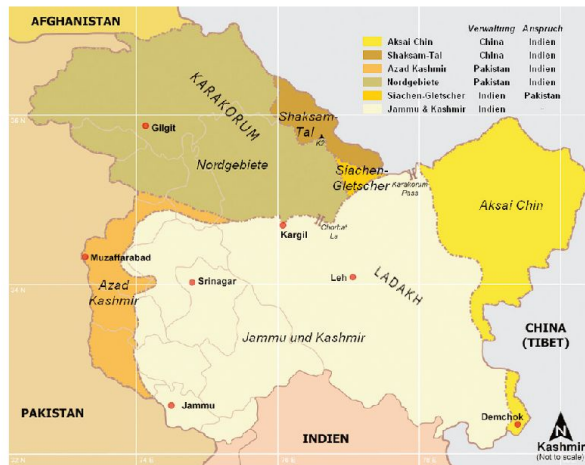 AFGHANISTAN
Verwaltung Anspruch
Aksai Chin China Indien
Shaksam-Tal China Indien
Azad Kashmir Pakistan Indien
Nordgebiete Pakistan Indien
Siachen-Gletscher Indien Pakistan
Jammu & Kashmir Indien -
KARAKORUM
36 N
Shaksam-
Tal
K2
Gilgit
Nordgebiete
Siachen-
Gletscher
Karakorum
Pass
Aksai Chin
Chorbat
La
Kargil
Muzaffarabad
Azad
Kashmir
Srinagar
Leh
LADAKH
CHINA
(TIBET)
Jammu und Kashmir
Jammu
PAKISTAN
INDIEN
Demchok
N
Kashmir
(Not to scale)
32 N